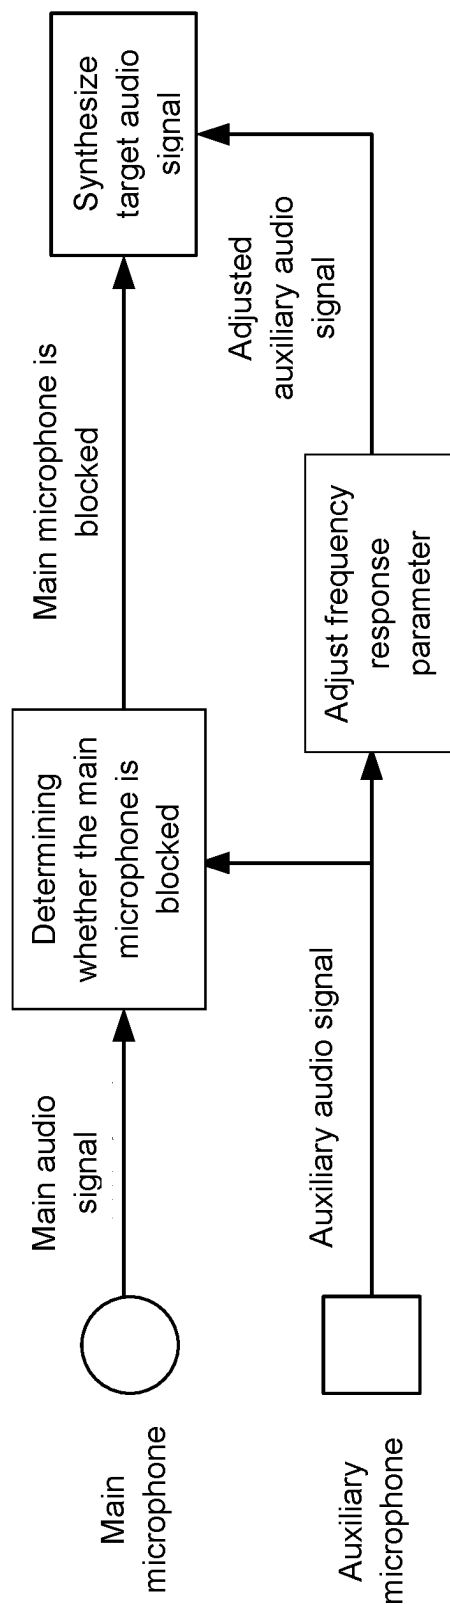 Main
microphone
Main audio
signal
Determining
whether the main
microphone is
blocked
Main microphone is
blocked
Synthesize
target audio
signal
Auxiliary
microphone
Auxiliary audio signal
Adjust frequency
response
parameter
Adjusted
auxiliary audio
signal